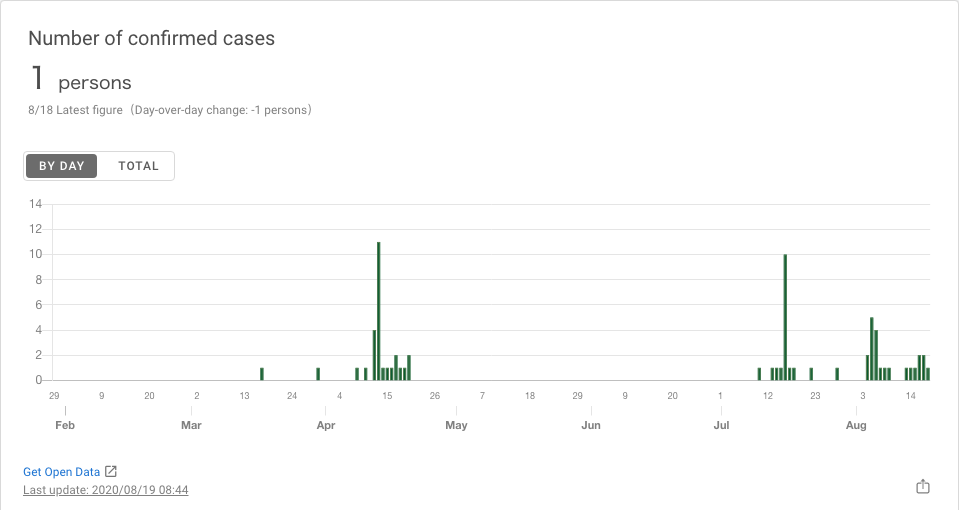 Number of confirmed cases
1 persons
8/18 Latest figure（Day-over-day change: -1 persons）
BY DAY TOTAL
14
12
10
8
6
4
2
0
29 9 20 2 13 24 4 15 26 7 18 29 9 20 1 12 23 3 14
Feb Mar Apr May Jun Jul Aug
Get Open Data
Last update: 2020/08/19 08:44